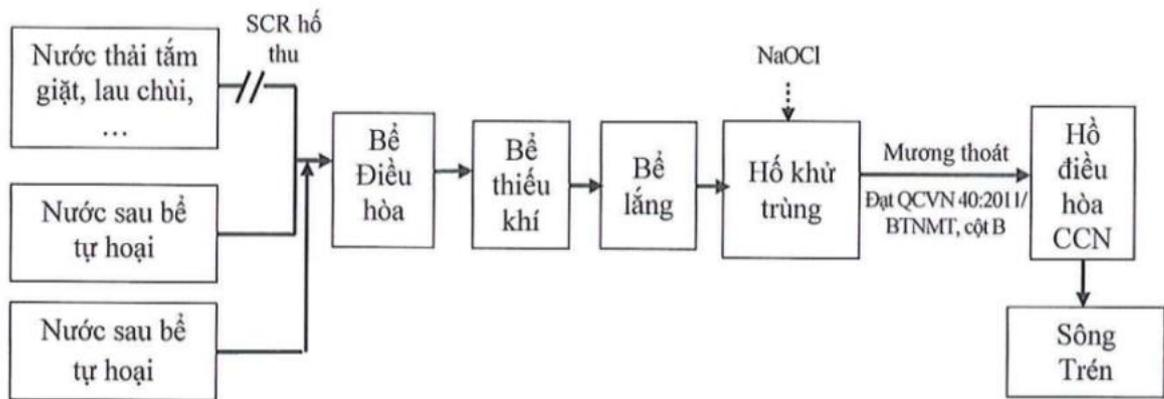 SCR hố
thu
Nước thải tắm
giặt, lau chùi,
...
Nước sau bể
tự hoại
Nước sau bể
tự hoại
Bể
Điều
hòa
Bể
thiếu
khí
Bể
lắng
NaOCl
Hố khử
trùng
Mương thoát
Đạt QCVN 40:2011/
BTNMT, cột B
Hồ
điều
hòa
CCN
Sông
Trén